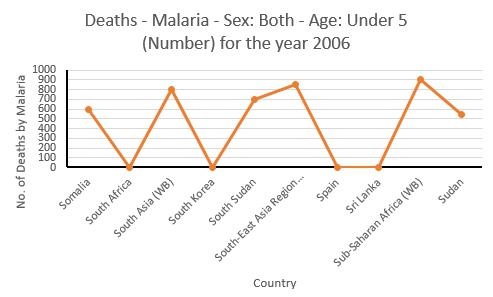 Deaths - Malaria - Sex: Both - Age: Under 5
(Number) for the year 2006
No. of Deaths by Malaria
1000
900
800
700
600
500
400
300
200
100
0
Somalia
South Africa
South Asia (WB)
South Korea
South Sudan
South-East Asia Region...
Spain
Sri Lanka
Sub-Saharan Africa (WB)
Sudan
Country